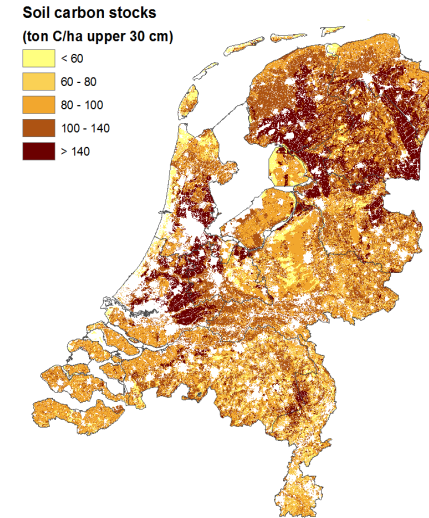 Soil carbon stocks
(ton C/ha upper 30 cm)
< 60
60 - 80
80 - 100
100 - 140
> 140